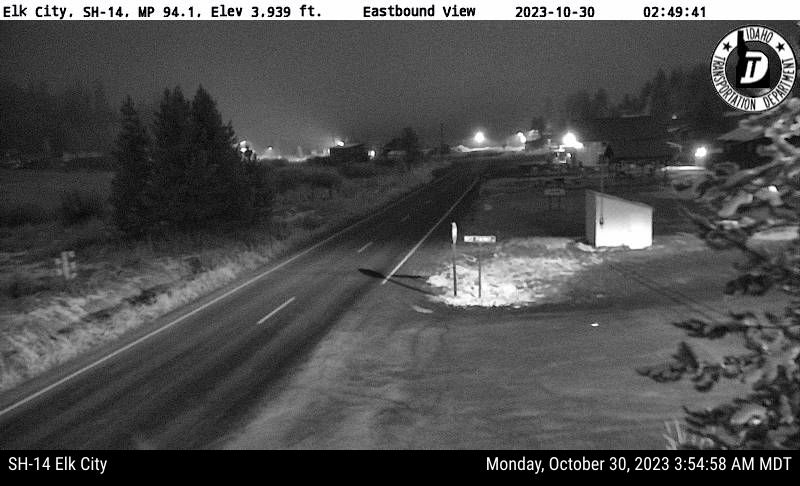 Elk City, SH-14, MP 94.1, Elev 3,939 ft. Eastbound View 2023-10-30 02:49:41
IDAHO
TRANSPORTATION DEPARTMENT
SH-14 Elk City Monday, October 30, 2023 3:54:58 AM MDT